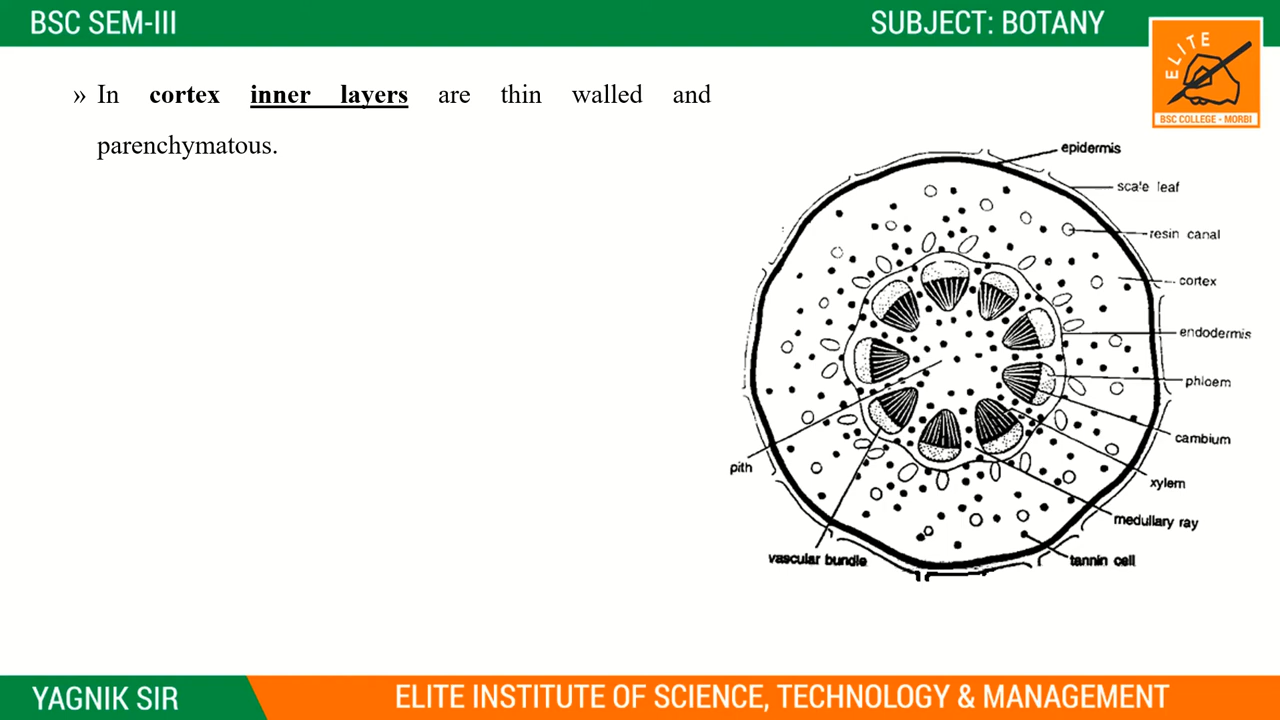 BSC SEM-III
SUBJECT: BOTANY
ELITE
BSC COLLEGE - MORBI
» In cortex inner layers are thin walled and
parenchymatous.
epidermis
scale leaf
resin canal
cortex
endodermis
phloem
cambium
pith
xylem
medullary ray
vascular bundle
tannin cell
YAGNIK SIR
ELITE INSTITUTE OF SCIENCE, TECHNOLOGY & MANAGEMENT